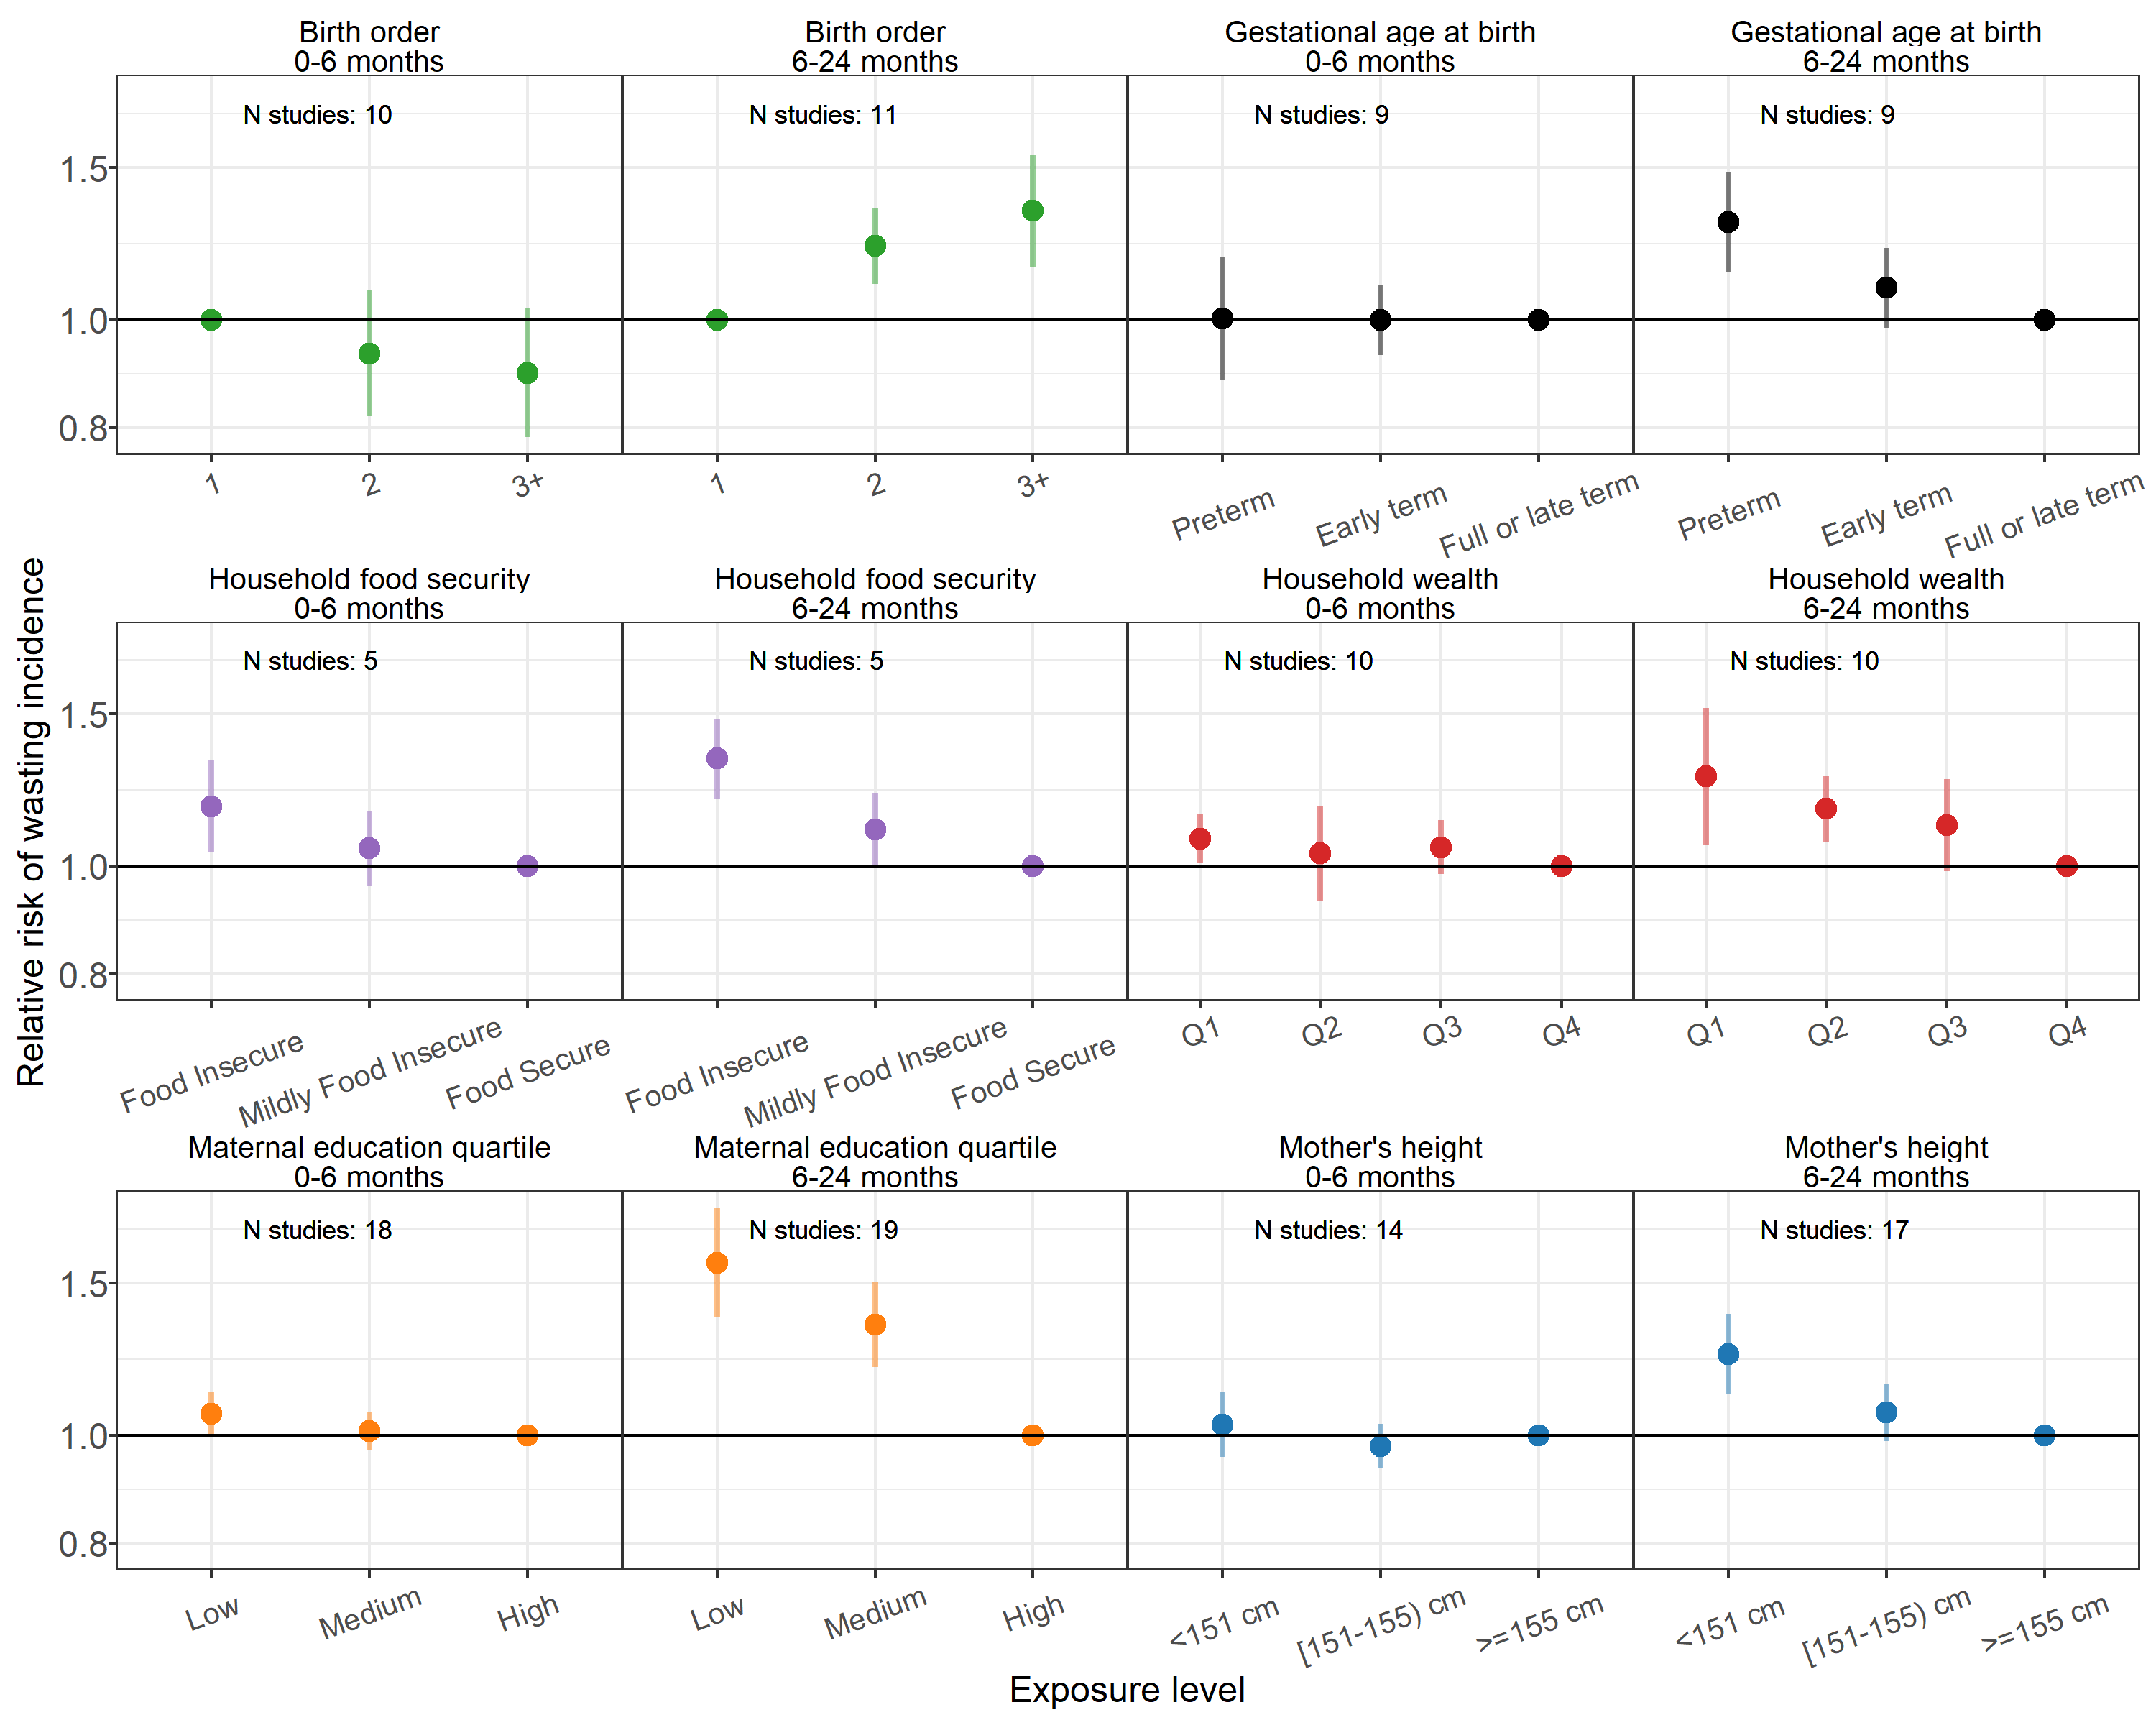 Birth order
0-6 months
Birth order
6-24 months
Gestational age at birth
0-6 months
Gestational age at birth
6-24 months
N studies: 10
N studies: 11
N studies: 9
N studies: 9
1.5
1.0
0.8
1
2
3+
1
2
3+
Preterm
Early term
Full or late term
Preterm
Early term
Full or late term
Relative risk of wasting incidence
Household food security
0-6 months
Household food security
6-24 months
Household wealth
0-6 months
Household wealth
6-24 months
N studies: 5
N studies: 5
N studies: 10
N studies: 10
1.5
1.0
0.8
Food Insecure
Mildly Food Insecure
Food Secure
Food Insecure
Mildly Food Insecure
Food Secure
Q1
Q2
Q3
Q4
Q1
Q2
Q3
Q4
Maternal education quartile
0-6 months
Maternal education quartile
6-24 months
Mother's height
0-6 months
Mother's height
6-24 months
N studies: 18
N studies: 19
N studies: 14
N studies: 17
1.5
1.0
0.8
Low
Medium
High
Low
Medium
High
<151 cm
[151-155) cm
>=155 cm
<151 cm
[151-155) cm
>=155 cm
Exposure level